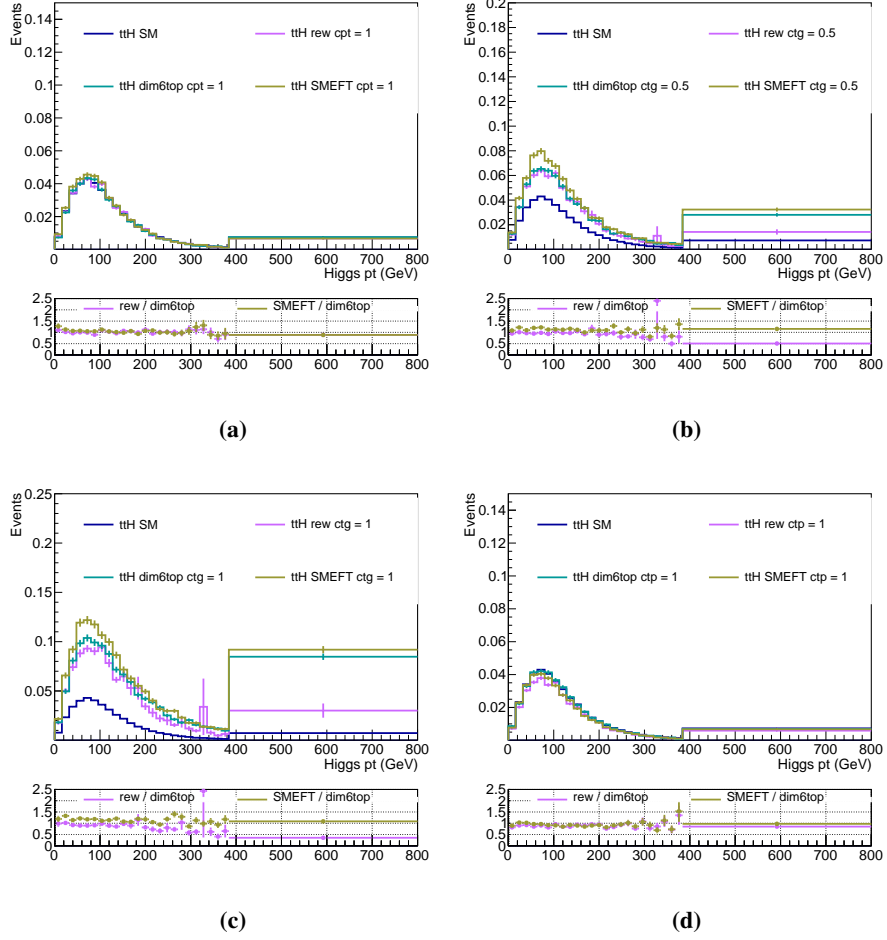 Events
0.14
0.12
0.1
0.08
0.06
0.04
0.02
ttH SM
ttH rew cpt = 1
ttH dim6top cpt = 1
ttH SMEFT cpt = 1
0 100 200 300 400 500 600 700 800
Higgs pt (GeV)
2.5
2
1.5
1
0.5
0
rew / dim6top
SMEFT / dim6top
0 100 200 300 400 500 600 700 800
(a)
Events
0.2
0.18
0.16
0.14
0.12
0.1
0.08
0.06
0.04
0.02
ttH SM
ttH rew ctg = 0.5
ttH dim6top ctg = 0.5
ttH SMEFT ctg = 0.5
0 100 200 300 400 500 600 700 800
Higgs pt (GeV)
2.5
2
1.5
1
0.5
0
rew / dim6top
SMEFT / dim6top
0 100 200 300 400 500 600 700 800
(b)
Events
0.25
0.2
0.15
0.1
0.05
ttH SM
ttH rew ctg = 1
ttH dim6top ctg = 1
ttH SMEFT ctg = 1
0 100 200 300 400 500 600 700 800
Higgs pt (GeV)
2.5
2
1.5
1
0.5
0
rew / dim6top
SMEFT / dim6top
0 100 200 300 400 500 600 700 800
(c)
Events
0.14
0.12
0.1
0.08
0.06
0.04
0.02
ttH SM
ttH rew ctp = 1
ttH dim6top ctp = 1
ttH SMEFT ctp = 1
0 100 200 300 400 500 600 700 800
Higgs pt (GeV)
2.5
2
1.5
1
0.5
0
rew / dim6top
SMEFT / dim6top
0 100 200 300 400 500 600 700 800
(d)